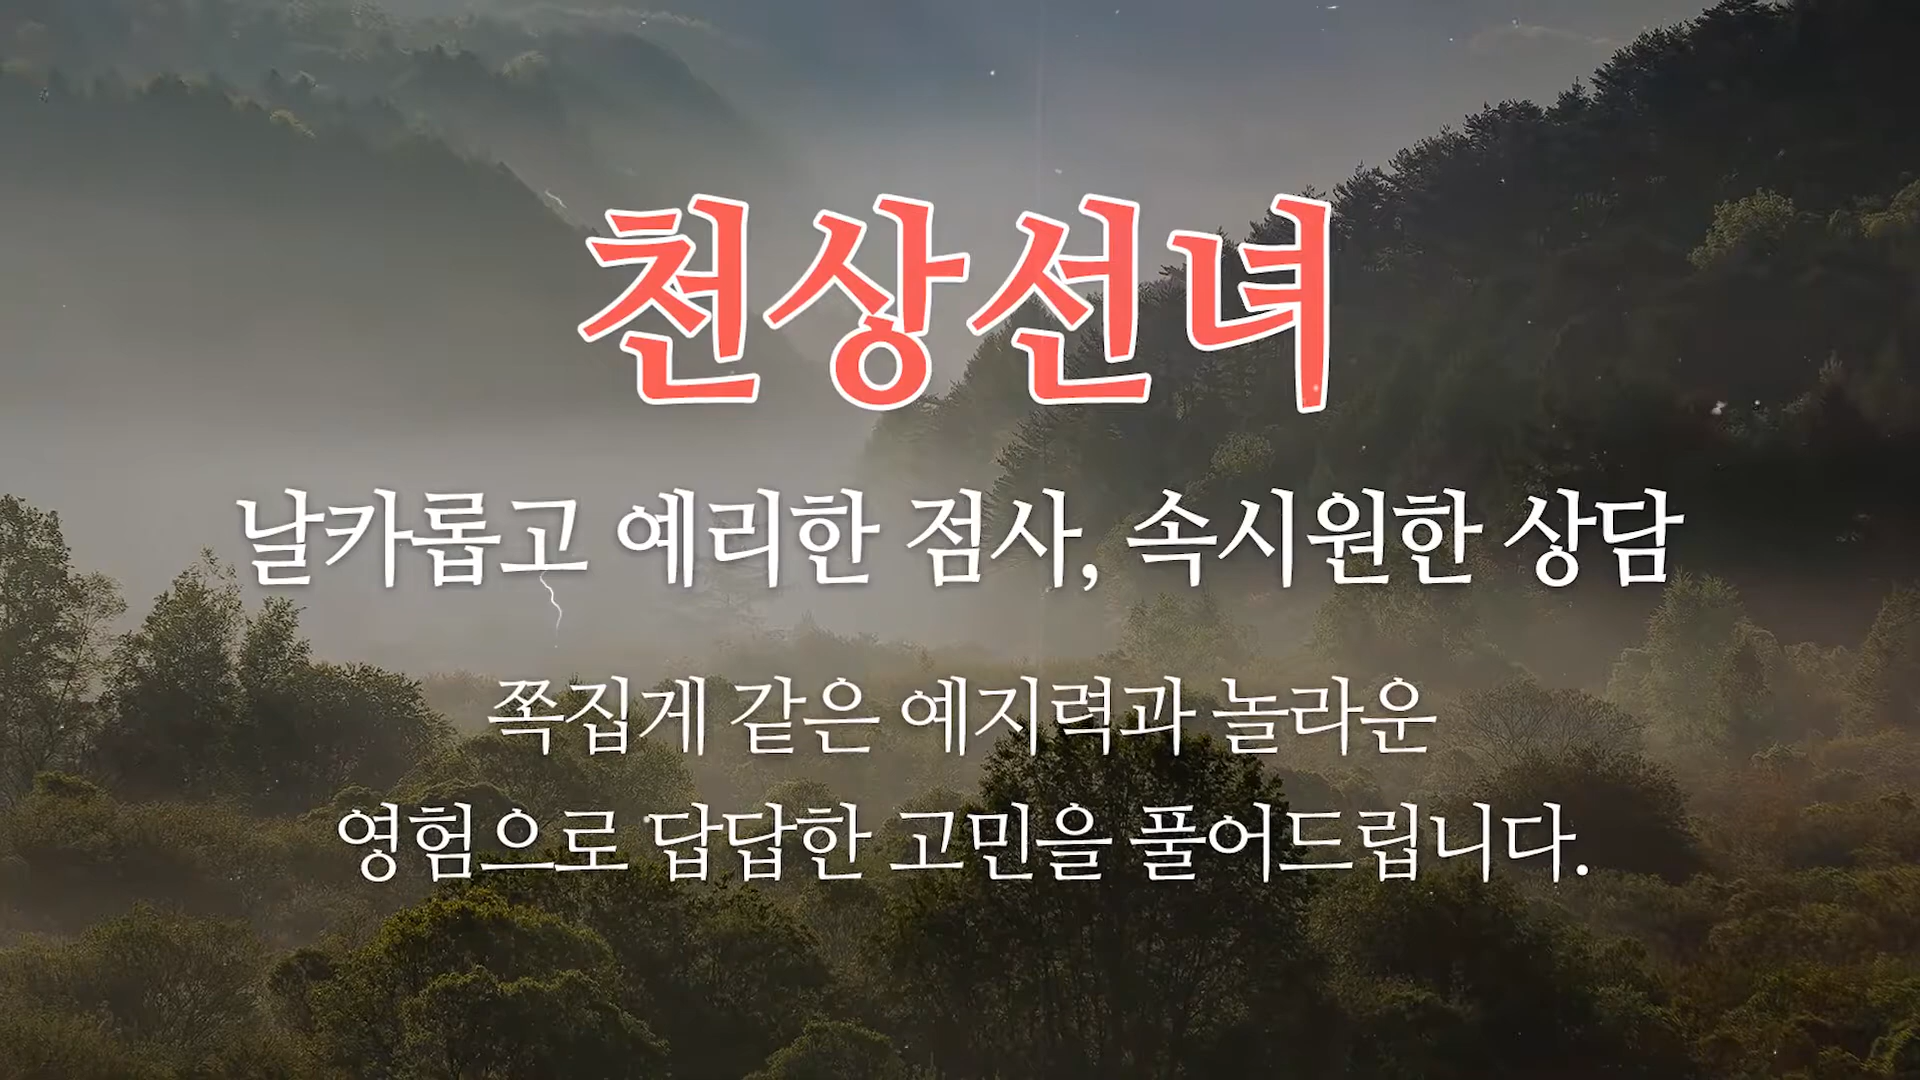 천상선녀
날카롭고 예리한 점사, 속시원한 상담
쪽집게 같은 예지력과 놀라운
영험으로 답답한 고민을 풀어드립니다.